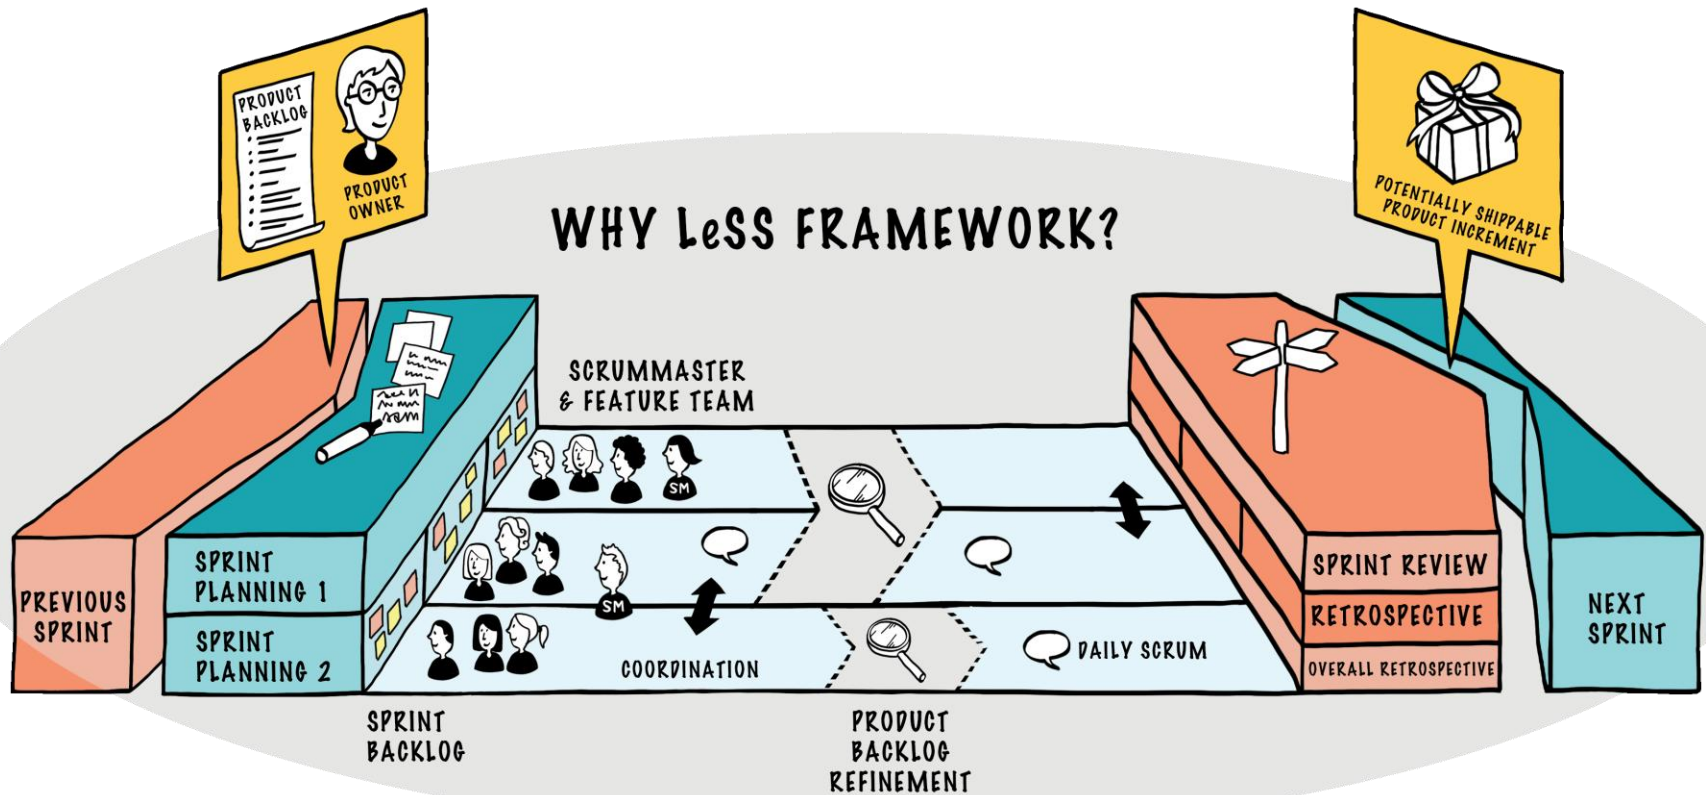 PRODUCT
BACKLOG
PRODUCT
OWNER
WHY LeSS FRAMEWORK?
POTENTIALLY SHIPPABLE
PRODUCT INCREMENT
SCRUMMASTER
& FEATURE TEAM
SM
SM
PREVIOUS
SPRINT
SPRINT
PLANNING 1
SPRINT
PLANNING 2
COORDINATION
DAILY SCRUM
SPRINT REVIEW
RETROSPECTIVE
OVERALL RETROSPECTIVE
NEXT
SPRINT
SPRINT
BACKLOG
PRODUCT
BACKLOG
REFINEMENT